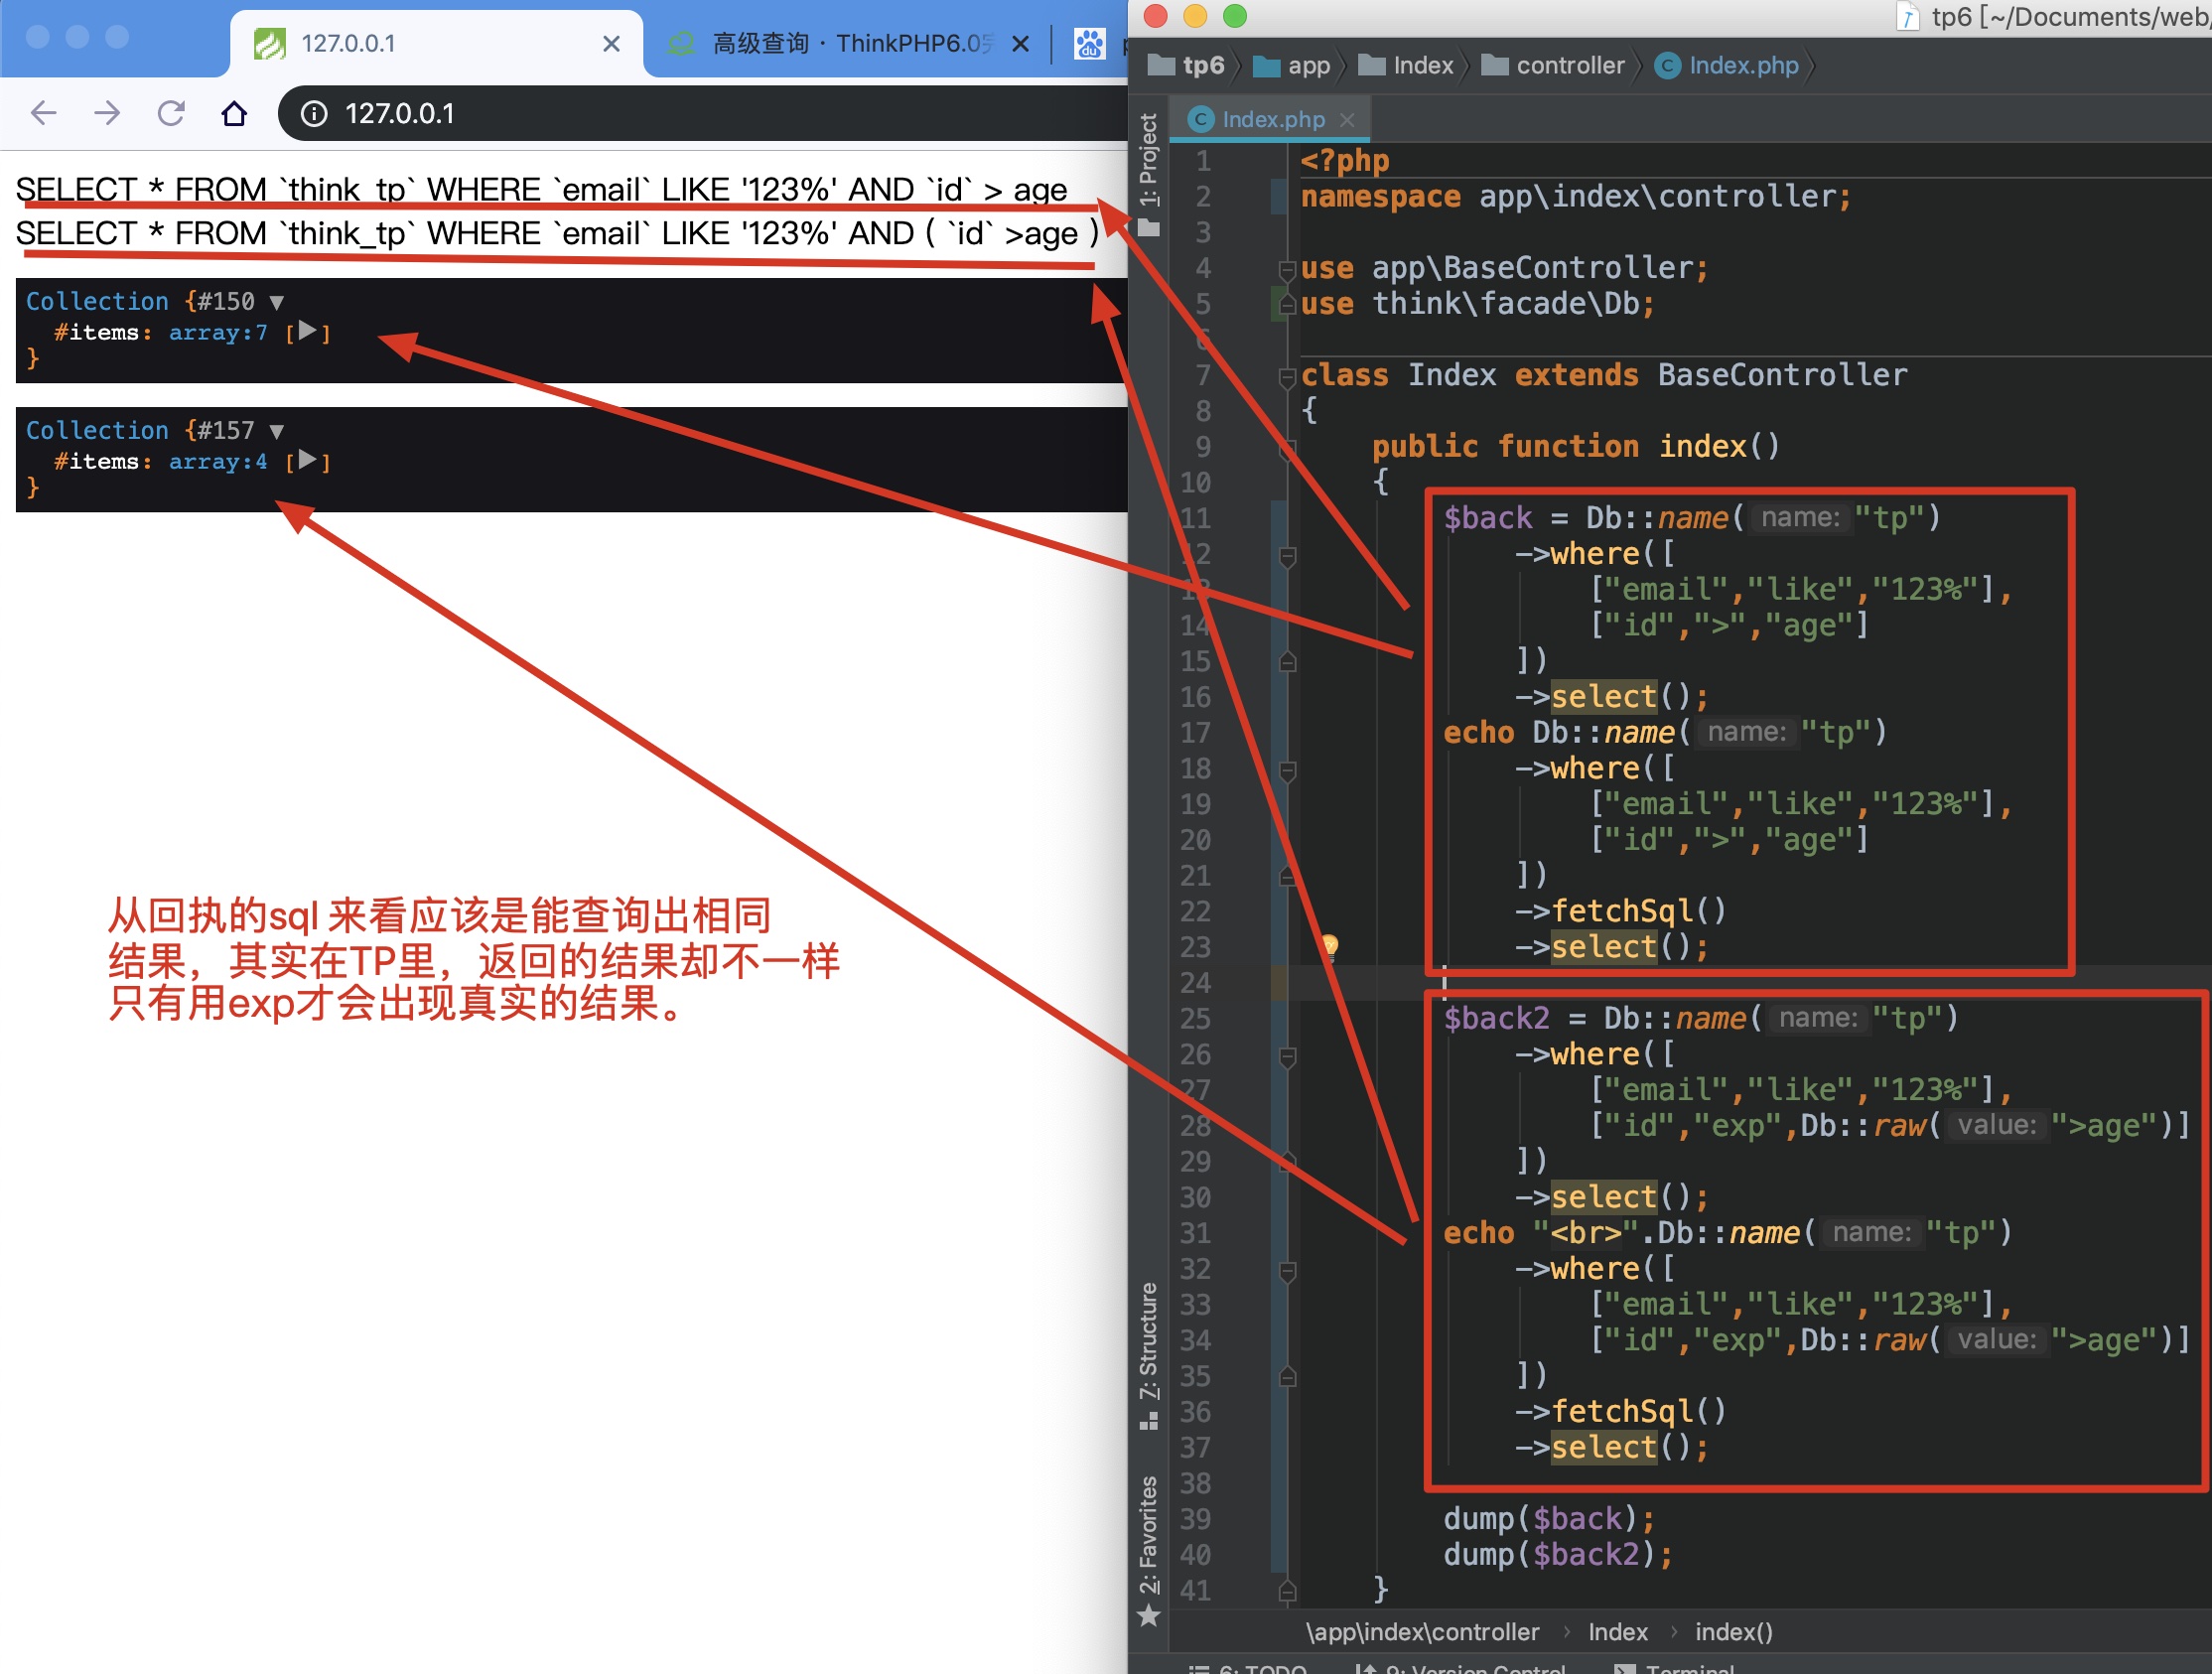 127.0.0.1
高级查询 · ThinkPHP6.0
127.0.0.1
SELECT * FROM `think_tp` WHERE `email` LIKE '123%' AND `id` > age
SELECT * FROM `think_tp` WHERE `email` LIKE '123%' AND ( `id` >age )
Collection {#150 ▼
#items: array:7 [▶]
}
Collection {#157 ▼
#items: array:4 [▶]
}
从回执的sql 来看应该是能查询出相同
结果，其实在TP里，返回的结果却不一样
只有用exp才会出现真实的结果。
tp6 [~/Documents/web/
tp6 app Index controller Index.php
Index.php
1: Project
7: Structure
2: Favorites
1 <?php
2 namespace app\index\controller;
3
4 use app\BaseController;
5 use think\facade\Db;
6
7 class Index extends BaseController
8 {
9 public function index()
10 {
11 $back = Db::name( name: "tp")
12 ->where([
13 ["email","like","123%"],
14 ["id",">","age"]
15 ])
16 ->select();
17 echo Db::name( name: "tp")
18 ->where([
19 ["email","like","123%"],
20 ["id",">","age"]
21 ])
22 ->fetchSql()
23 ->select();
24
25 $back2 = Db::name( name: "tp")
26 ->where([
27 ["email","like","123%"],
28 ["id","exp",Db::raw( value: ">age")]
29 ])
30 ->select();
31 echo "<br>".Db::name( name: "tp")
32 ->where([
33 ["email","like","123%"],
34 ["id","exp",Db::raw( value: ">age")]
35 ])
36 ->fetchSql()
37 ->select();
38
39 dump($back);
40 dump($back2);
41 }
\app\index\controller › Index › index()
6: TODO 9: Version Control Terminal